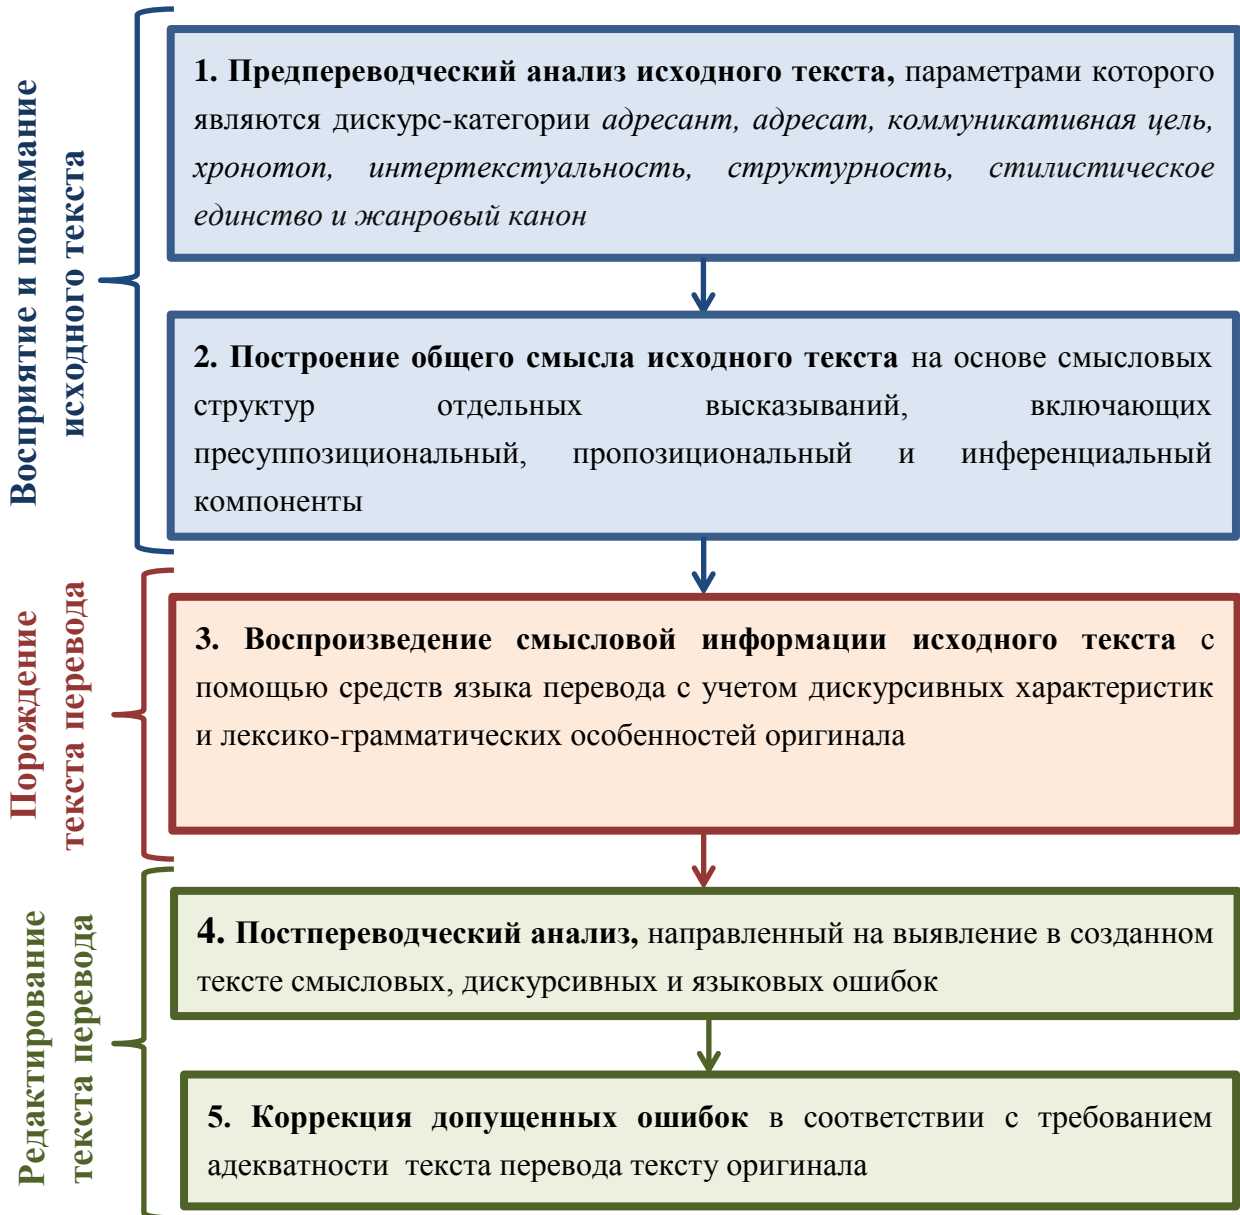 Восприятие и понимание
исходного текста
1. Предпереводческий анализ исходного текста, параметрами которого
являются дискурс-категории адресант, адресат, коммуникативная цель,
хронотоп, интертекстуальность, структурность, стилистическое
единство и жанровый канон
2. Построение общего смысла исходного текста на основе смысловых
структур отдельных высказываний, включающих
пресуппозициональный, пропозициональный и инференциальный
компоненты
Порождение
текста перевода
3. Воспроизведение смысловой информации исходного текста с
помощью средств языка перевода с учетом дискурсивных характеристик
и лексико-грамматических особенностей оригинала
Редактирование
текста перевода
4. Постпереводческий анализ, направленный на выявление в созданном
тексте смысловых, дискурсивных и языковых ошибок
5. Коррекция допущенных ошибок в соответствии с требованием
адекватности текста перевода тексту оригинала